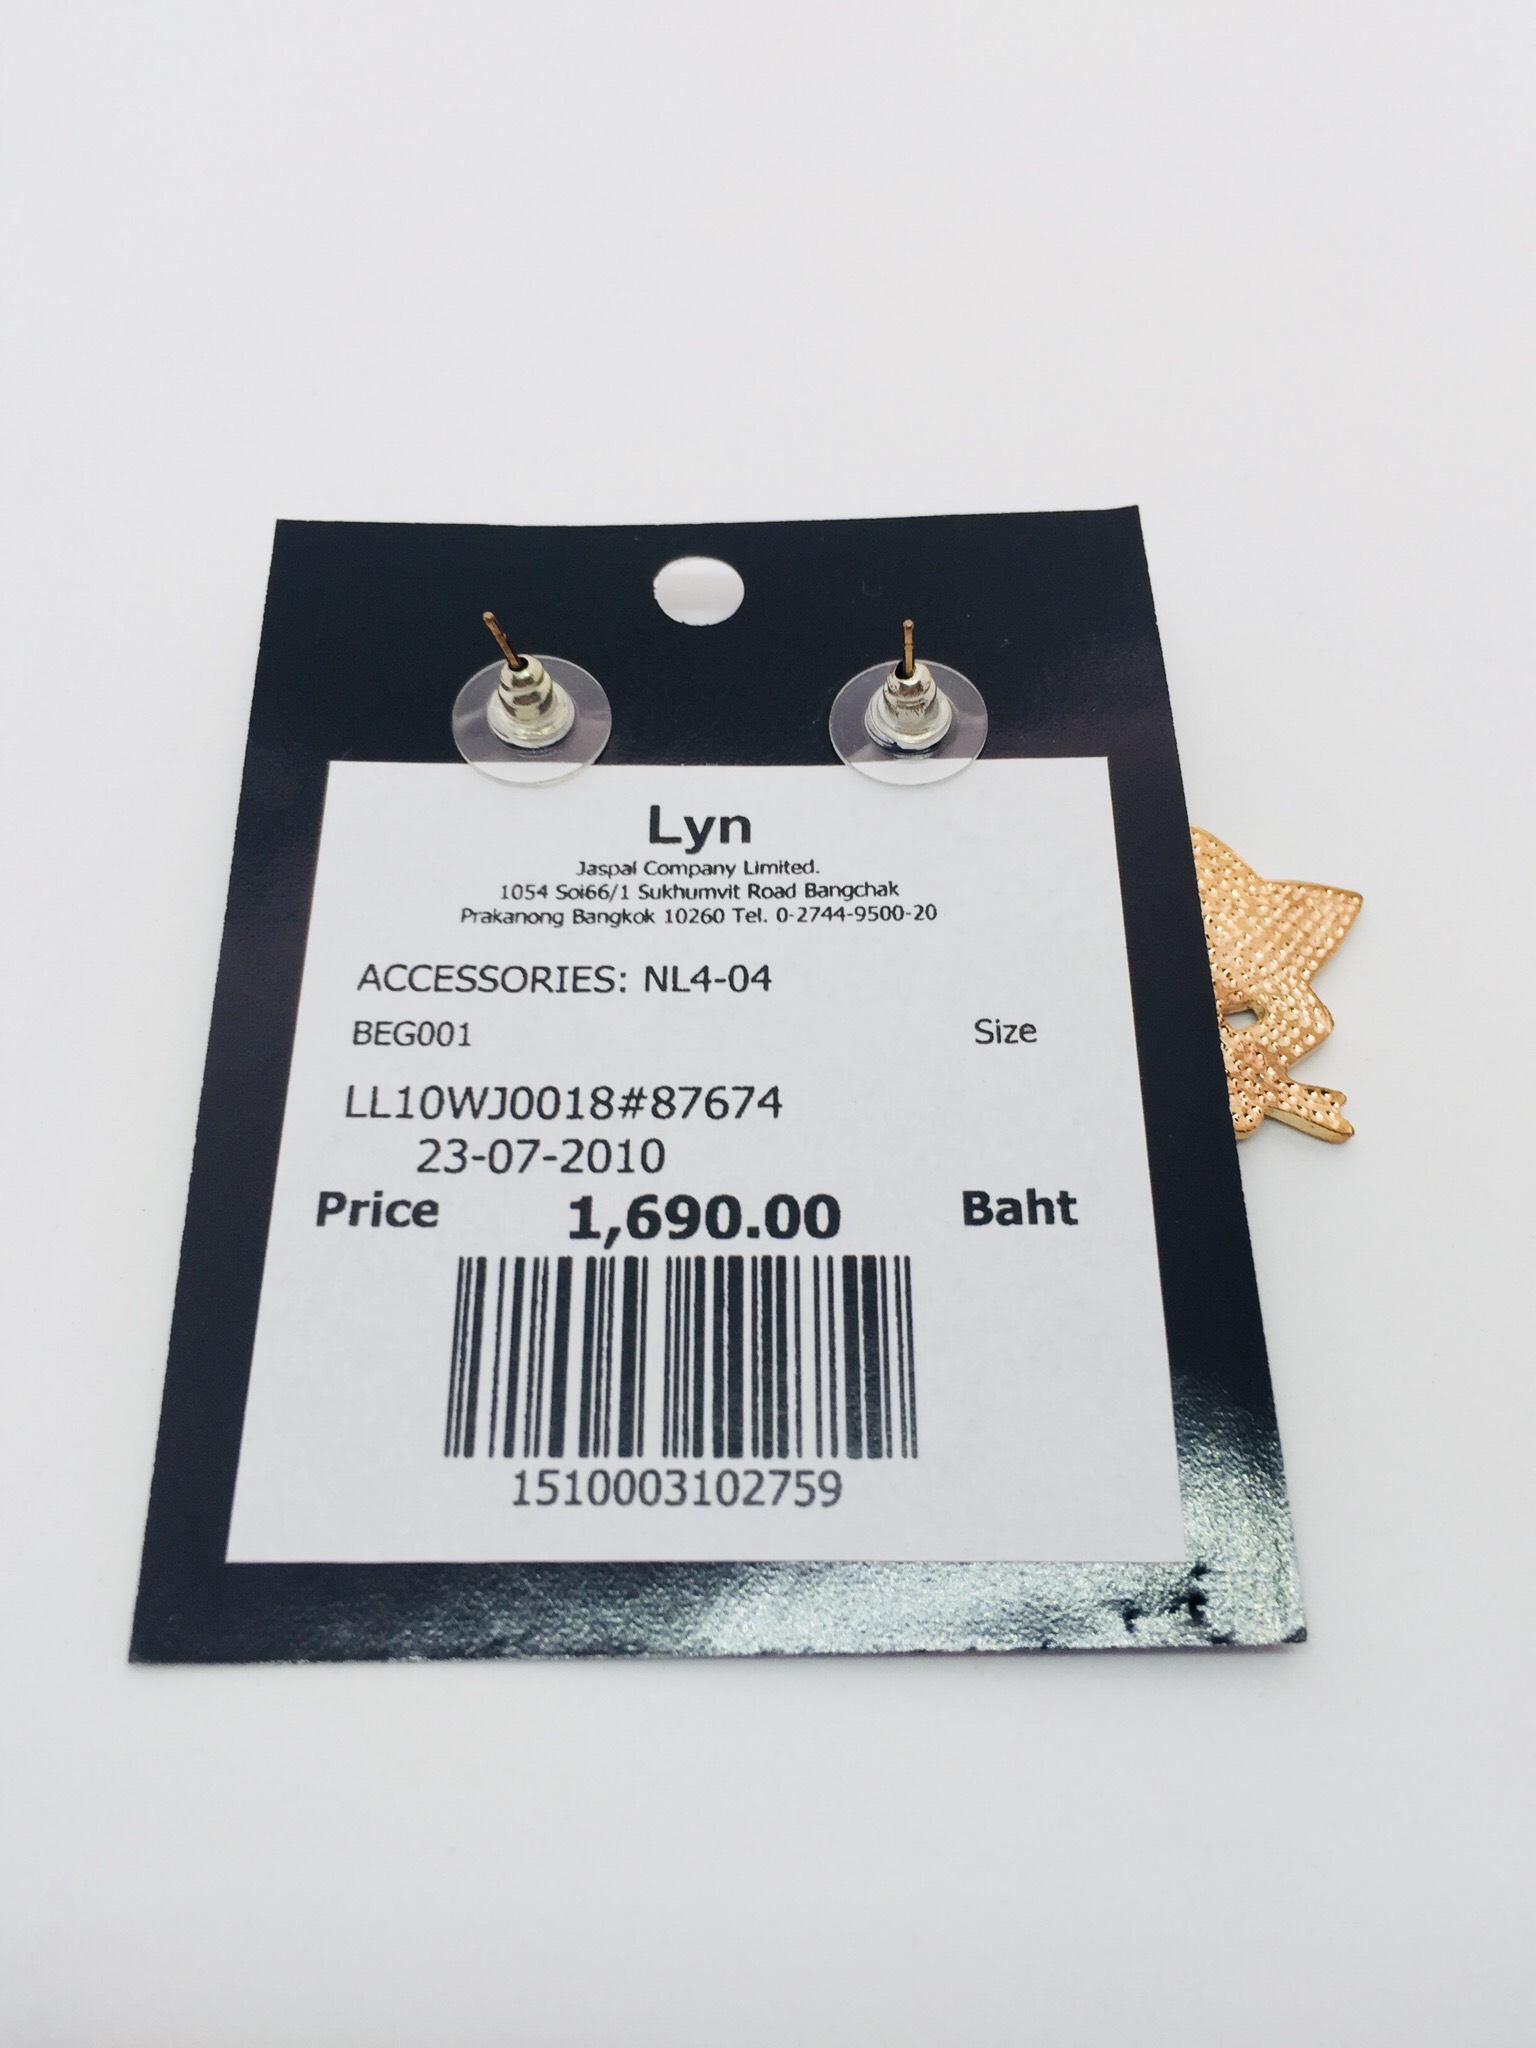 Lyn
Jaspal Company Limited.
1054 Soi66/1 Sukhumvit Road Bangchak
Prakanong Bangkok 10260 Tel. 0-2744-9500-20
ACCESSORIES: NL4-04
BEG001 Size
LL10WJ0018#87674
23-07-2010
Price 1,690.00 Baht
1510003102759